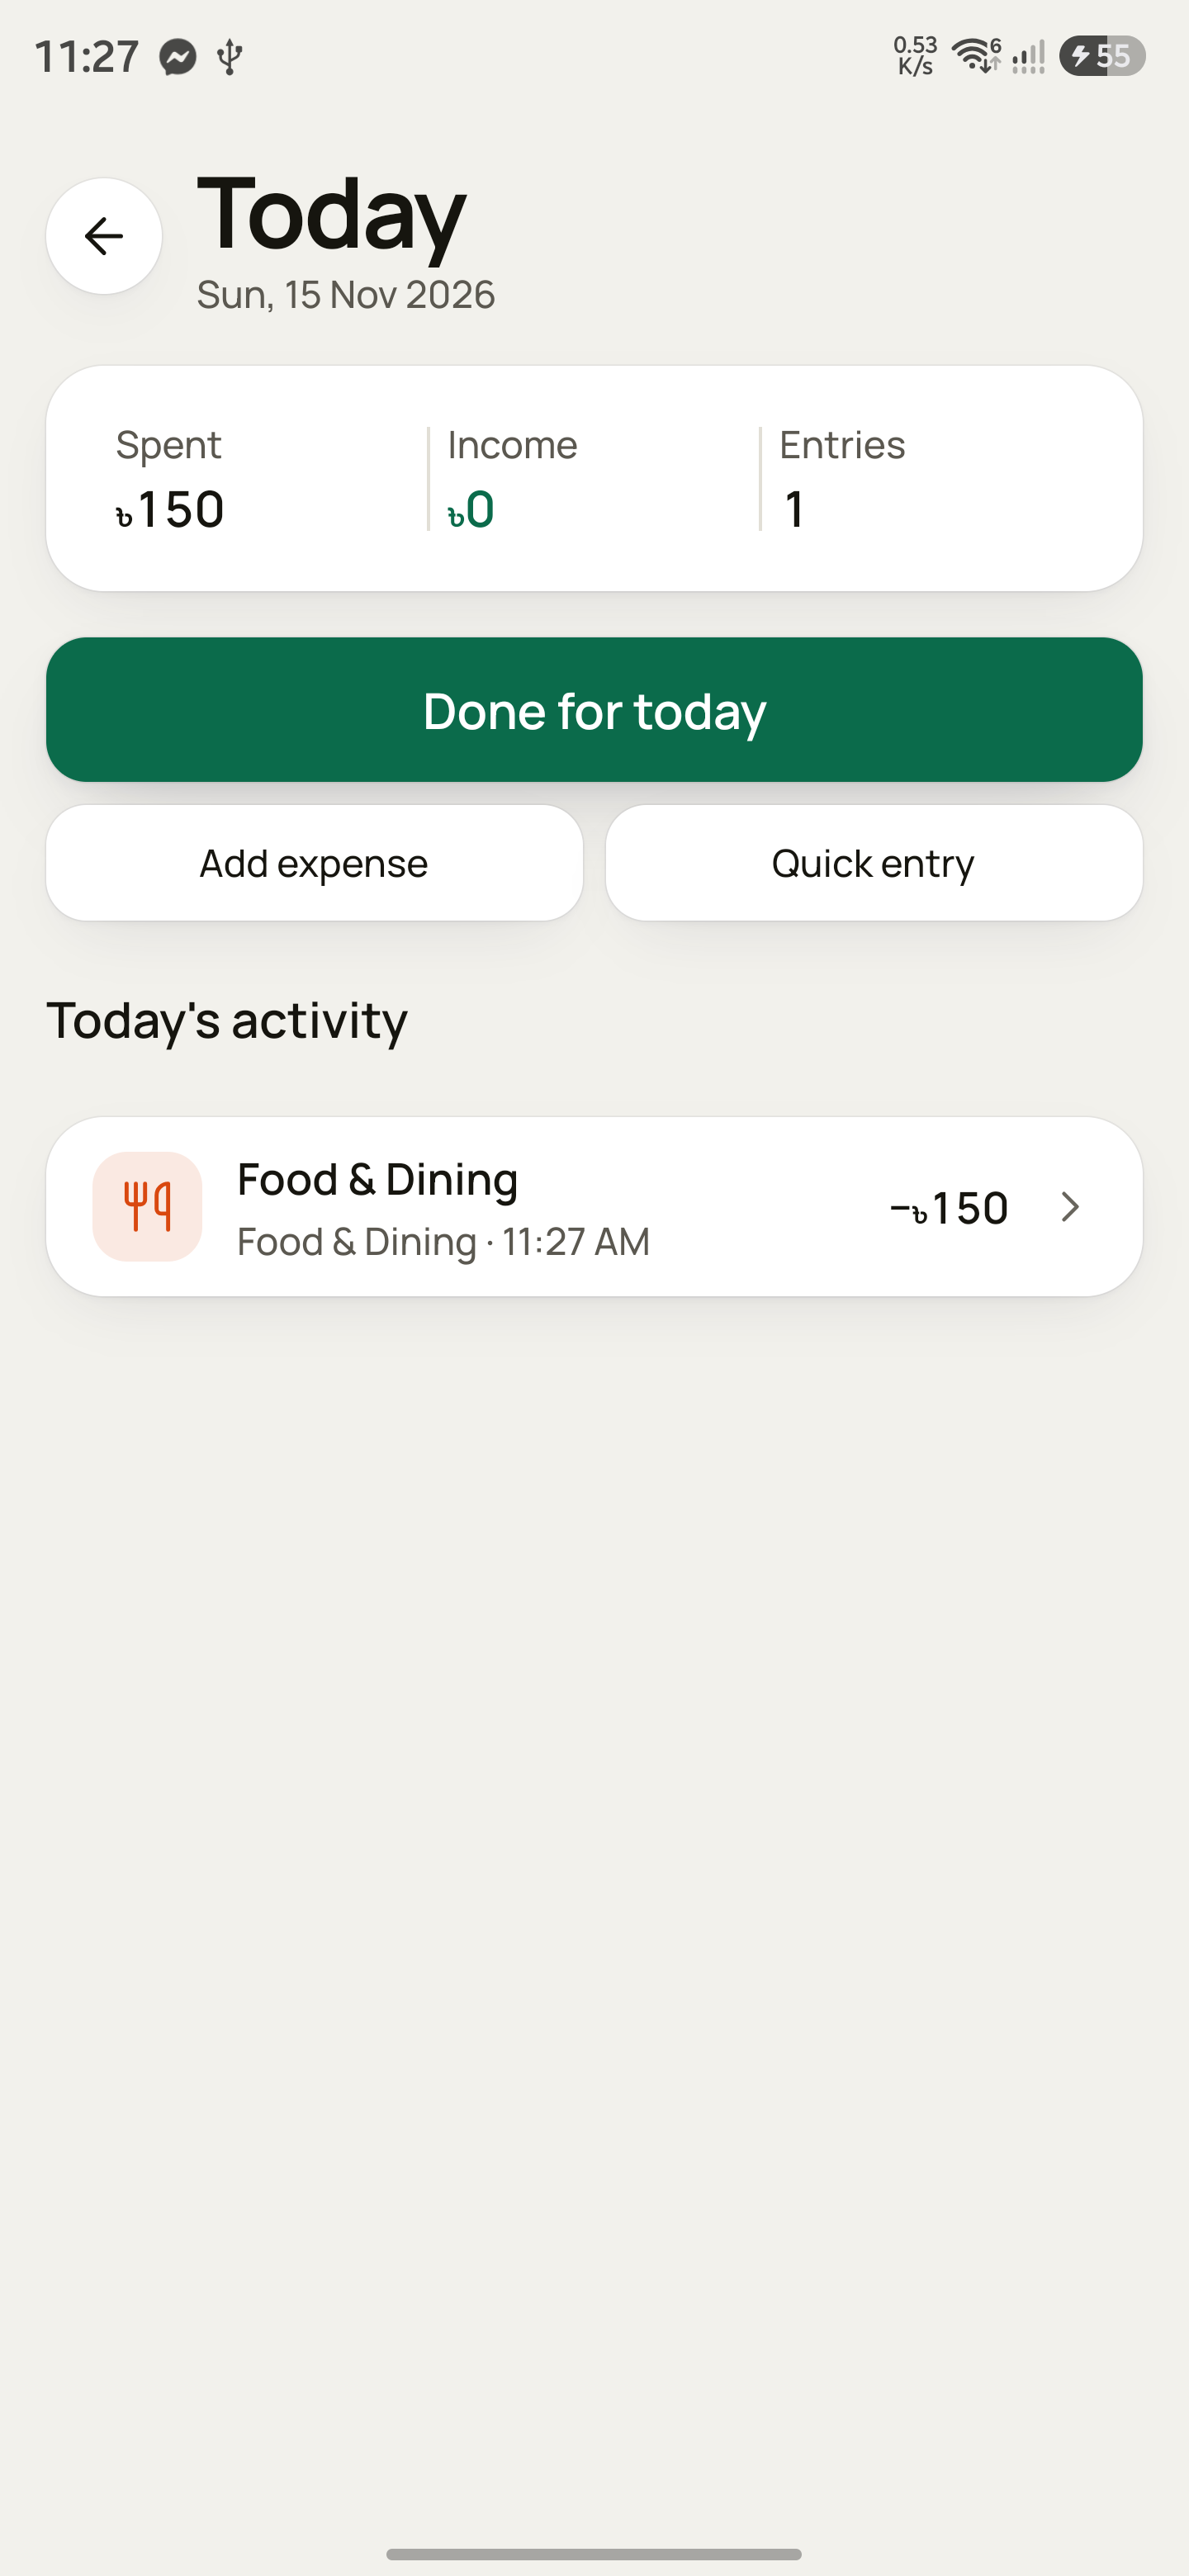 11:27
0.53 K/s
6
55
Today
Sun, 15 Nov 2026
Spent
৳150
Income
৳0
Entries
1
Done for today
Add expense
Quick entry
Today's activity
Food & Dining
Food & Dining · 11:27 AM
−৳150